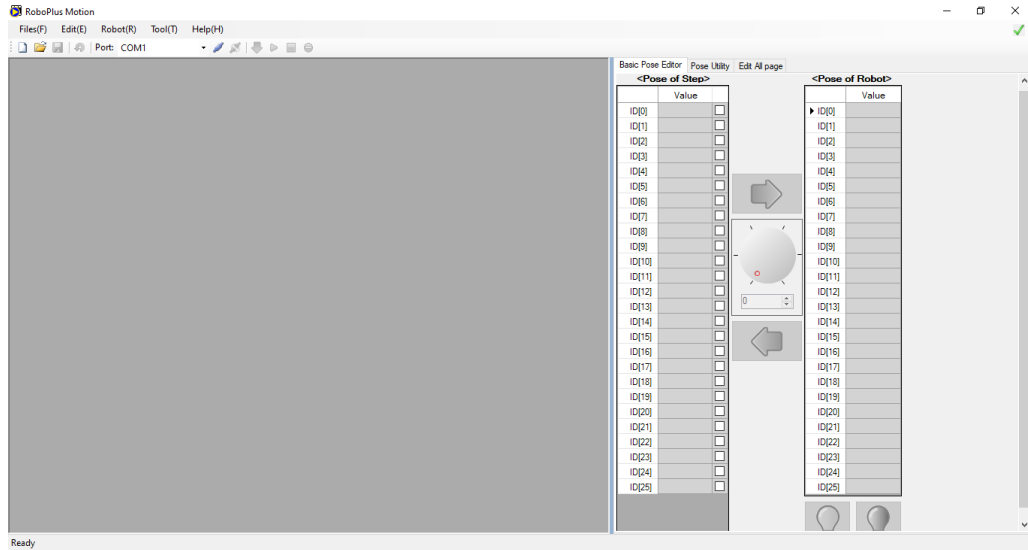 RoboPlus Motion
Files(F) Edit(E) Robot(R) Tool(T) Help(H)
Port: COM1
Basic Pose Editor Pose Utility Edit All page
<Pose of Step> <Pose of Robot>
Value Value
ID[0] ID[0]
ID[1] ID[1]
ID[2] ID[2]
ID[3] ID[3]
ID[4] ID[4]
ID[5] ID[5]
ID[6] ID[6]
ID[7] ID[7]
ID[8] ID[8]
ID[9] ID[9]
ID[10] ID[10]
ID[11] ID[11]
ID[12] ID[12]
0
ID[13] ID[13]
ID[14] ID[14]
ID[15] ID[15]
ID[16] ID[16]
ID[17] ID[17]
ID[18] ID[18]
ID[19] ID[19]
ID[20] ID[20]
ID[21] ID[21]
ID[22] ID[22]
ID[23] ID[23]
ID[24] ID[24]
ID[25] ID[25]
Ready